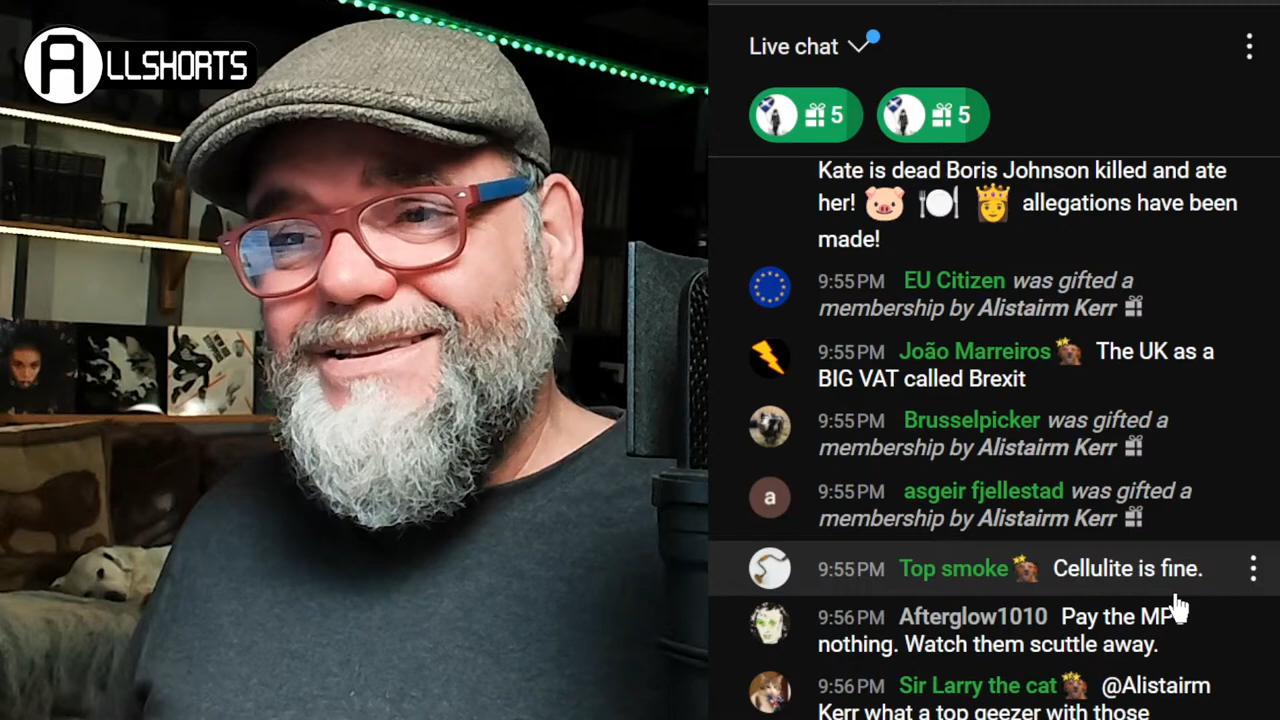 ALLSHORTS
Live chat
5
5
Kate is dead Boris Johnson killed and ate
her! 🐷 🍽 👸 allegations have been
made!
9:55 PM EU Citizen was gifted a
membership by Alistairm Kerr
9:55 PM João Marreiros The UK as a
BIG VAT called Brexit
9:55 PM Brusselpicker was gifted a
membership by Alistairm Kerr
a
9:55 PM asgeir fjellestad was gifted a
membership by Alistairm Kerr
9:55 PM Top smoke Cellulite is fine.
9:56 PM Afterglow1010 Pay the MP
nothing. Watch them scuttle away.
9:56 PM Sir Larry the cat @Alistairm
Kerr what a top geezer with those